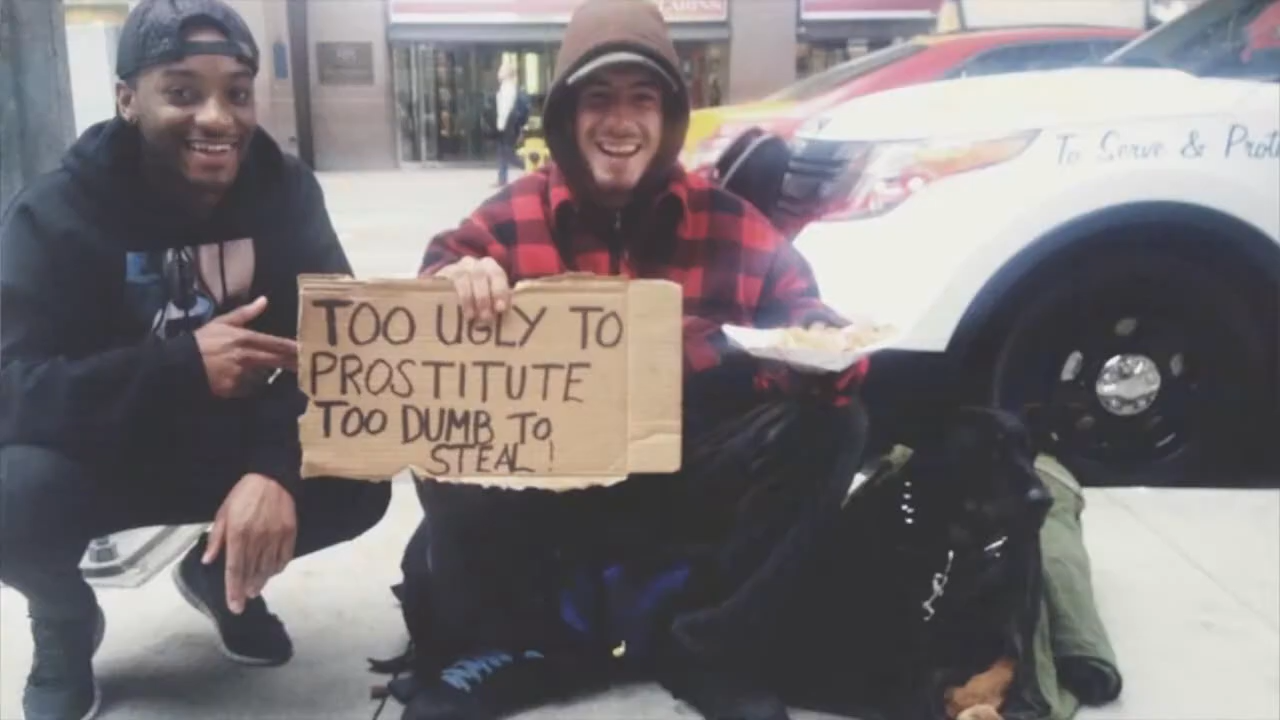 TOO UGLY TO
PROSTITUTE
TOO DUMB TO
STEAL!
To Serve & Prot